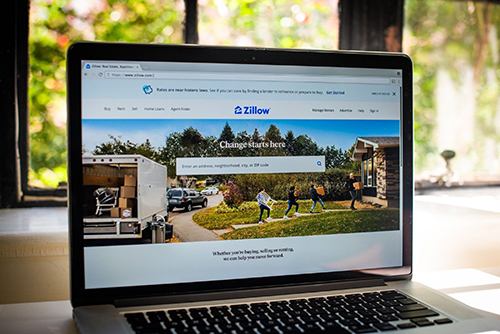 Zillow: Real Estate, Apartmen
https://www.zillow.com
Rates are near-historic lows. See if you can save by finding a lender to refinance or prepare to buy. Get Started
Buy Rent Sell Home Loans Agent finder
Zillow
Manage Rentals Advertise Help Sign in
Change starts here
Enter an address, neighborhood, city, or ZIP code
Whether you're buying, selling or renting,
we can help you move forward.